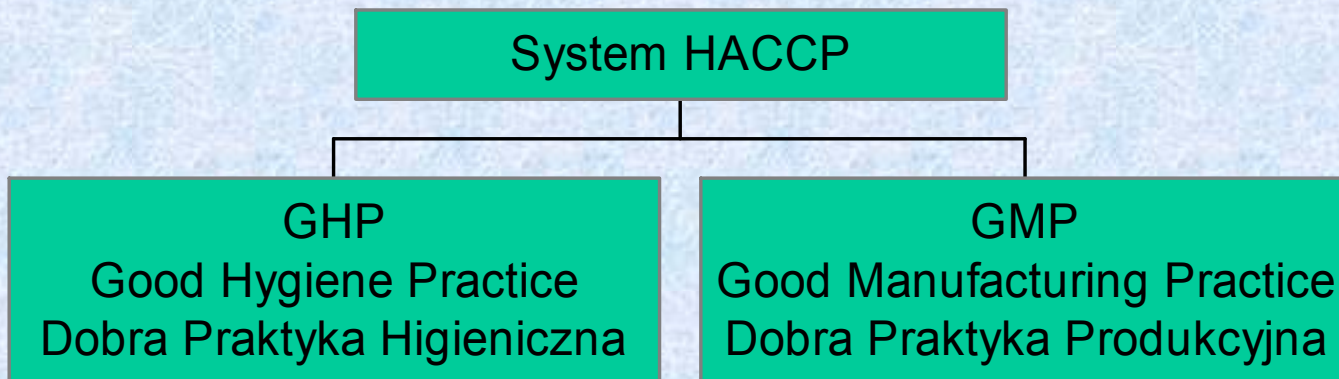 System HACCP
GHP
Good Hygiene Practice
Dobra Praktyka Higieniczna
GMP
Good Manufacturing Practice
Dobra Praktyka Produkcyjna